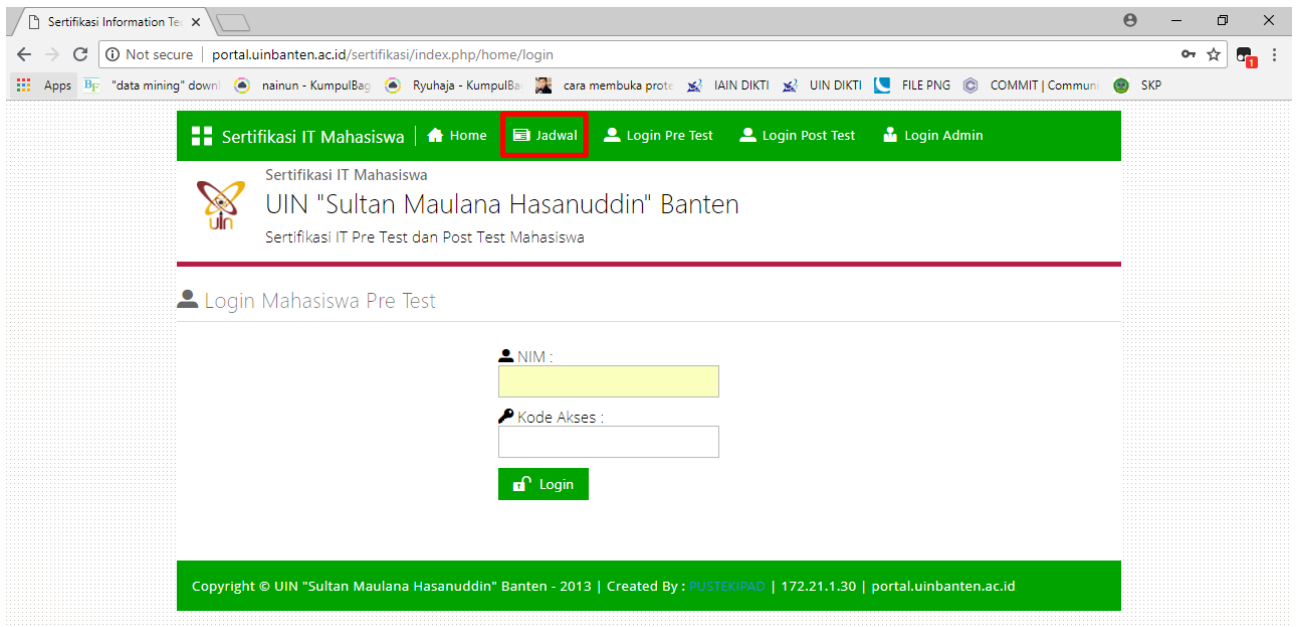 Sertifikasi Information Tec
Not secure | portal.uinbanten.ac.id/sertifikasi/index.php/home/login
1
Apps "data mining" downl nainun - KumpulBag Ryuhaja - KumpulBa cara membuka prote IAIN DIKTI UIN DIKTI FILE PNG COMMIT | Communi SKP
Sertifikasi IT Mahasiswa | Home Jadwal Login Pre Test Login Post Test Login Admin
Sertifikasi IT Mahasiswa
UIN "Sultan Maulana Hasanuddin" Banten
uin
Sertifikasi IT Pre Test dan Post Test Mahasiswa
Login Mahasiswa Pre Test
NIM :
Kode Akses :
Login
Copyright © UIN "Sultan Maulana Hasanuddin" Banten - 2013 | Created By : PUSTEKIPAD | 172.21.1.30 | portal.uinbanten.ac.id